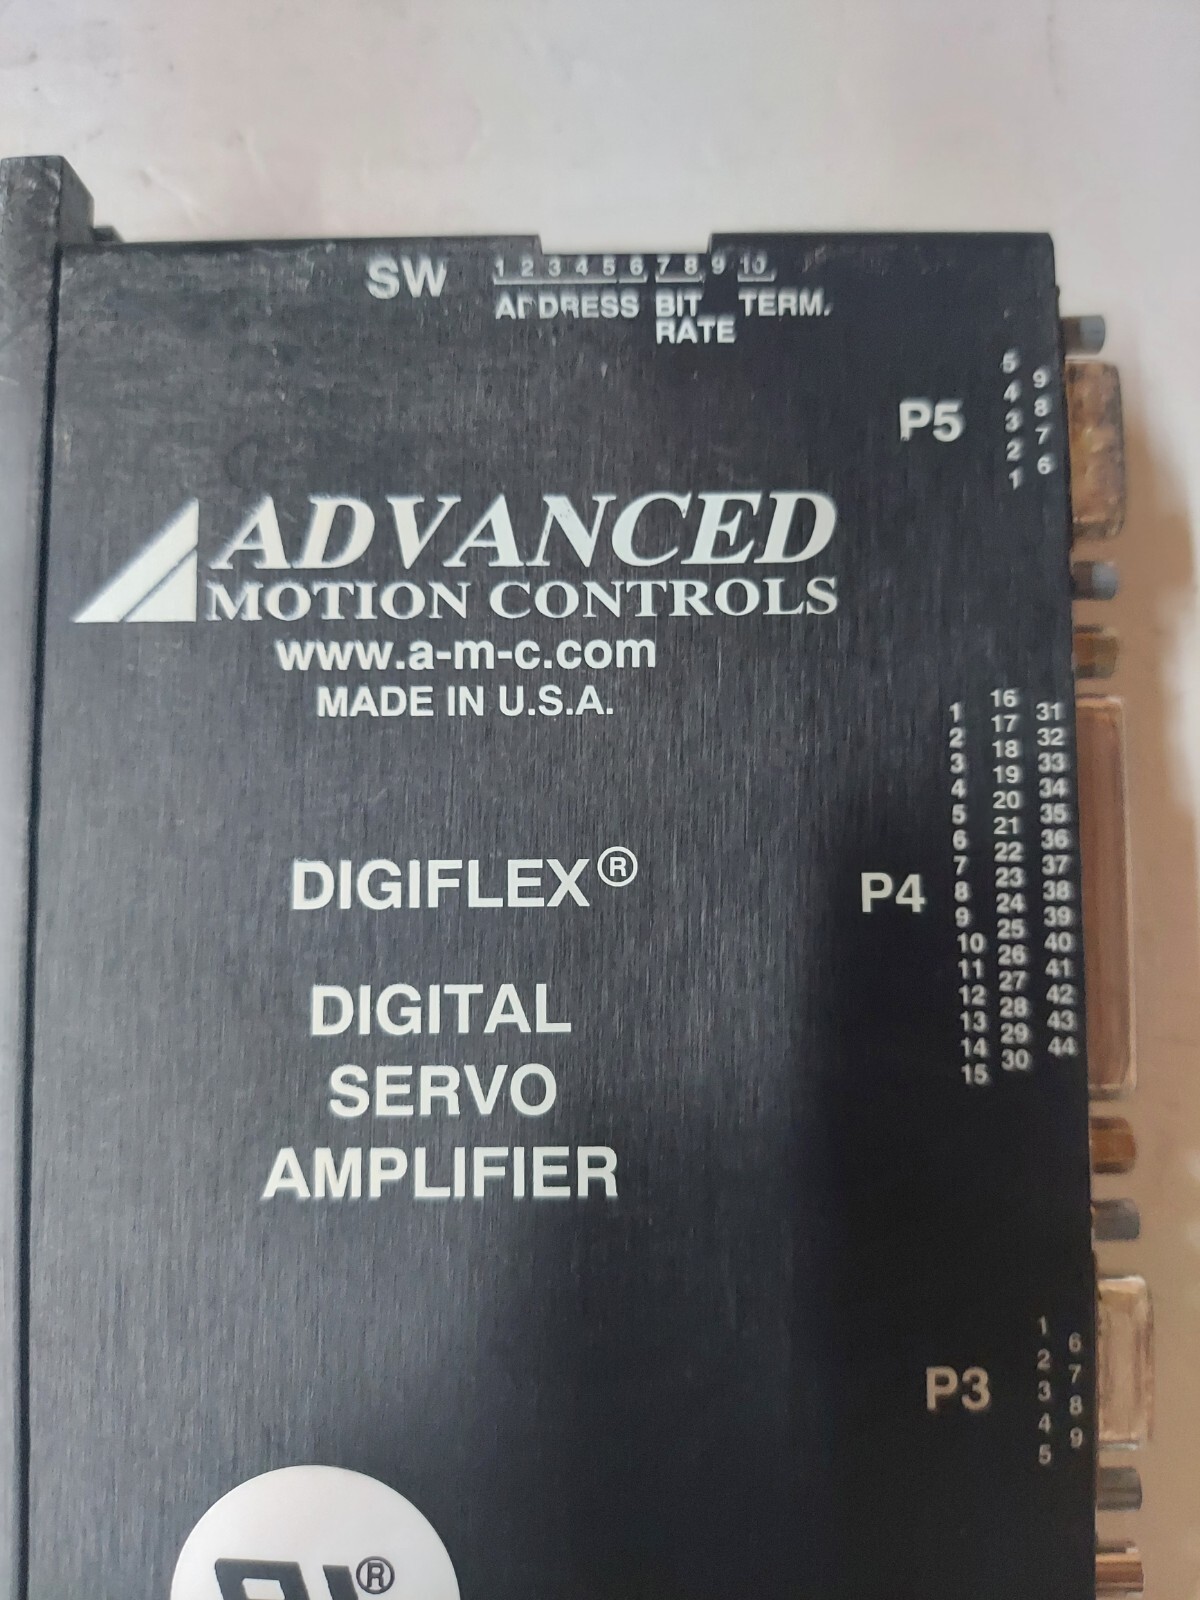 SW 1 2 3 4 5 6 7 8 9 10
ADDRESS BIT TERM.
RATE
P5
5
4 9
3 8
2 7
1 6
ADVANCED
MOTION CONTROLS
www.a-m-c.com
MADE IN U.S.A.
DIGIFLEX®
DIGITAL
SERVO
AMPLIFIER
P4
1 16 31
2 17 32
3 18 33
4 19 34
5 20 35
6 21 36
7 22 37
8 23 38
9 24 39
10 25 40
11 26 41
12 27 42
13 28 43
14 29 44
15 30
P3
1 6
2 7
3 8
4 9
5
®